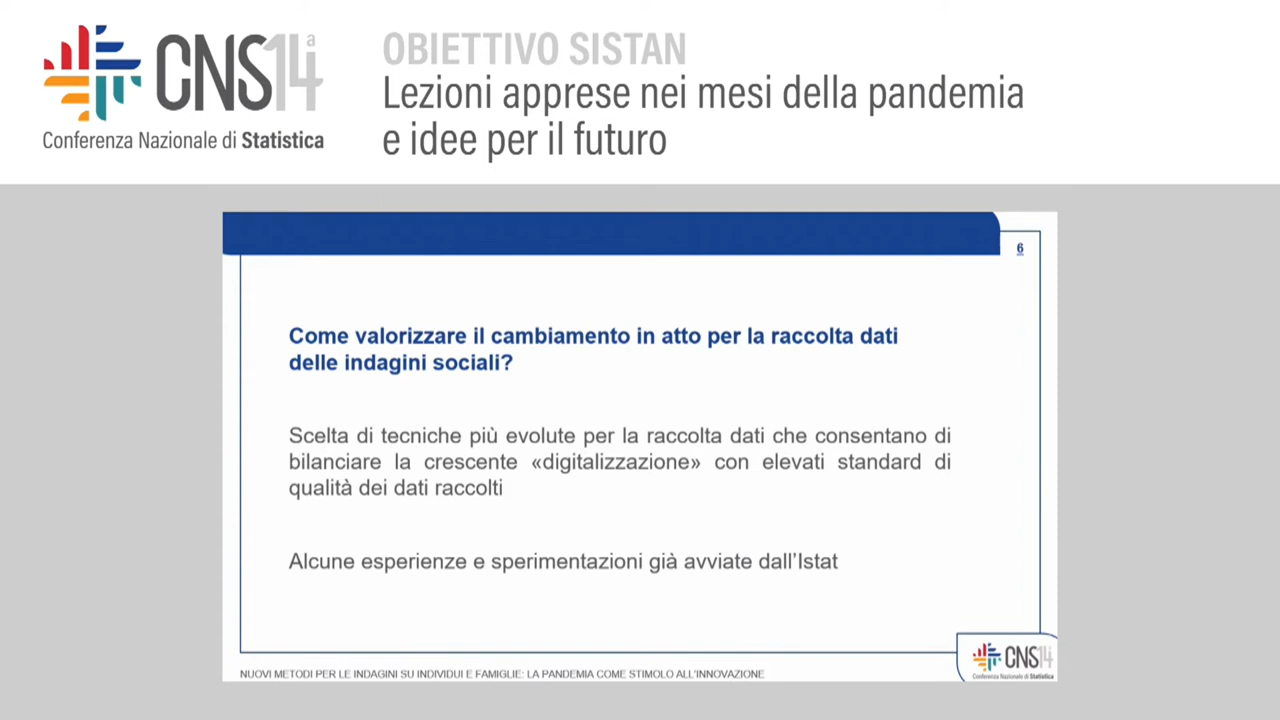 CNS14ª
Conferenza Nazionale di Statistica
OBIETTIVO SISTAN
Lezioni apprese nei mesi della pandemia
e idee per il futuro
6
Come valorizzare il cambiamento in atto per la raccolta dati
delle indagini sociali?
Scelta di tecniche più evolute per la raccolta dati che consentano di
bilanciare la crescente «digitalizzazione» con elevati standard di
qualità dei dati raccolti
Alcune esperienze e sperimentazioni già avviate dall'Istat
NUOVI METODI PER LE INDAGINI SU INDIVIDUI E FAMIGLIE: LA PANDEMIA COME STIMOLO ALL'INNOVAZIONE
CNS14
Conferenza Nazionale di Statistica